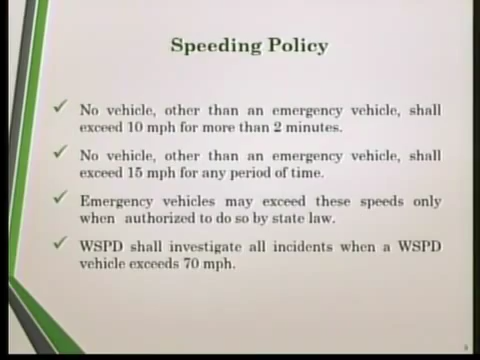 Speeding Policy
No vehicle, other than an emergency vehicle, shall
exceed 10 mph for more than 2 minutes.
No vehicle, other than an emergency vehicle, shall
exceed 15 mph for any period of time.
Emergency vehicles may exceed these speeds only
when authorized to do so by state law.
WSPD shall investigate all incidents when a WSPD
vehicle exceeds 70 mph.